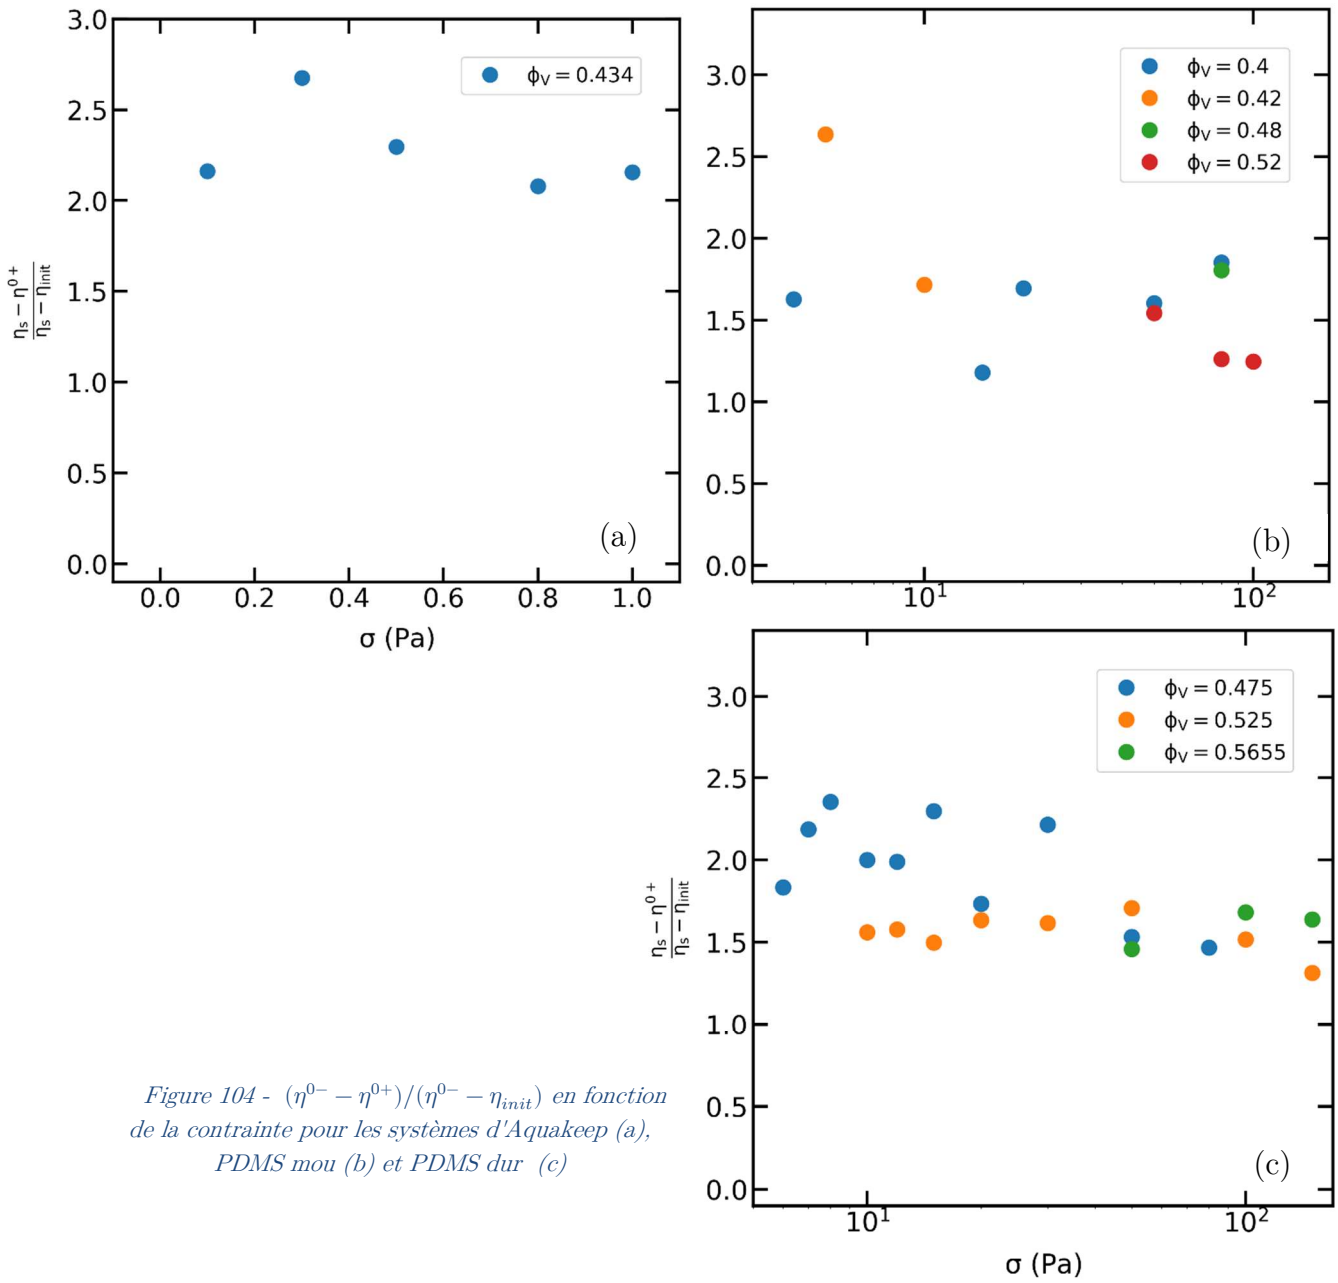 3.0
2.5
2.0
1.5
1.0
0.5
0.0
ηs − η0+
ηs − ηinit
ϕV = 0.434
(a)
0.0 0.2 0.4 0.6 0.8 1.0
σ (Pa)
3.0
2.5
2.0
1.5
1.0
0.5
0.0
ϕV = 0.4
ϕV = 0.42
ϕV = 0.48
ϕV = 0.52
(b)
10¹ 10²
3.0
2.5
2.0
1.5
1.0
0.5
0.0
ηs − η0+
ηs − ηinit
ϕV = 0.475
ϕV = 0.525
ϕV = 0.5655
(c)
10¹ 10²
σ (Pa)
Figure 104 - (η0− − η0+)/(η0− − ηinit) en fonction
de la contrainte pour les systèmes d'Aquakeep (a),
PDMS mou (b) et PDMS dur (c)